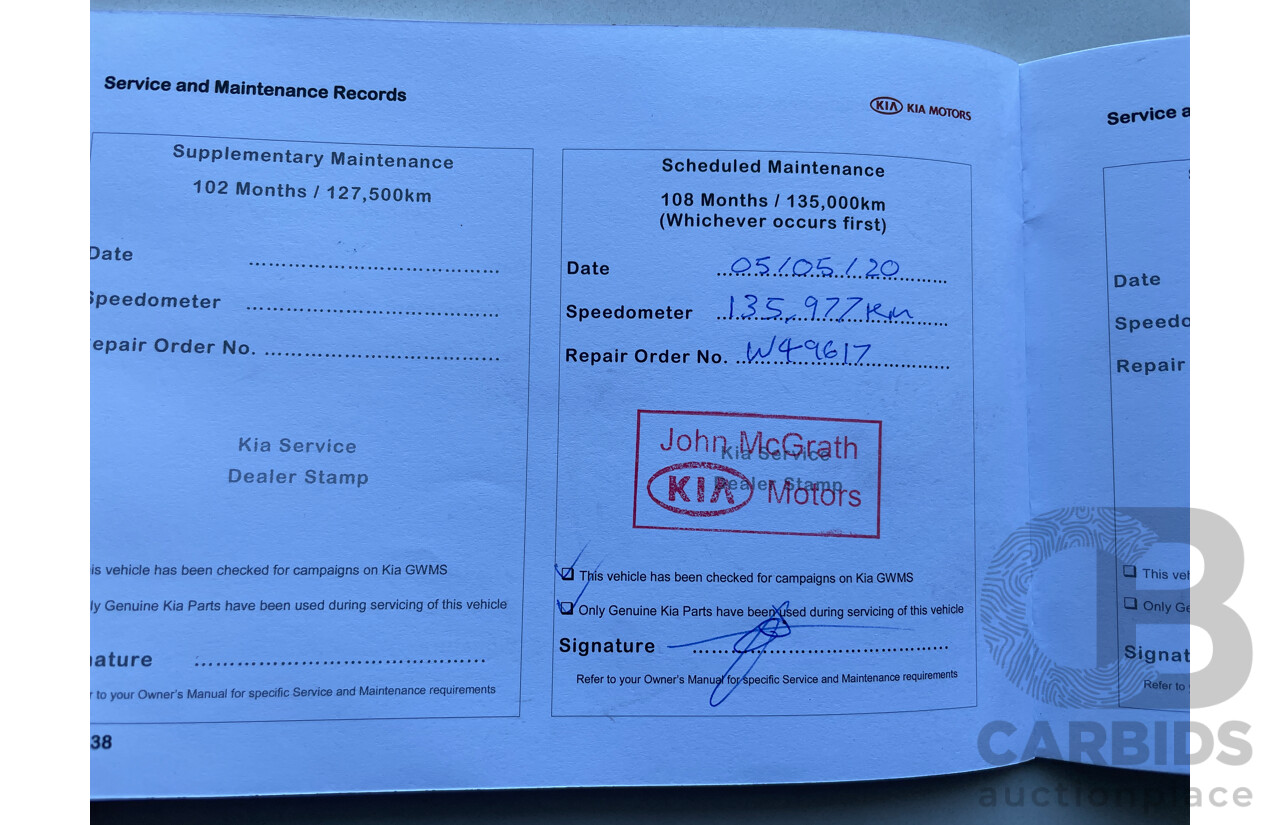 Service and Maintenance Records
KIA KIA MOTORS
Supplementary Maintenance
102 Months / 127,500km
Date
Speedometer
epair Order No.
Kia Service
Dealer Stamp
is vehicle has been checked for campaigns on Kia GWMS
ly Genuine Kia Parts have been used during servicing of this vehicle
ature
r to your Owner's Manual for specific Service and Maintenance requirements
38
Scheduled Maintenance
108 Months / 135,000km
(Whichever occurs first)
Date 05/05/20
Speedometer 135,977km
Repair Order No. W49617
Kia Service
Dealer Stamp
John McGrath
KIA Motors
This vehicle has been checked for campaigns on Kia GWMS
Only Genuine Kia Parts have been used during servicing of this vehicle
Signature
Refer to your Owner's Manual for specific Service and Maintenance requirements
Service a
Date
Speedo
Repair
This veh
Only Ge
Signat
Refer to
CARBIDS
auctionplace